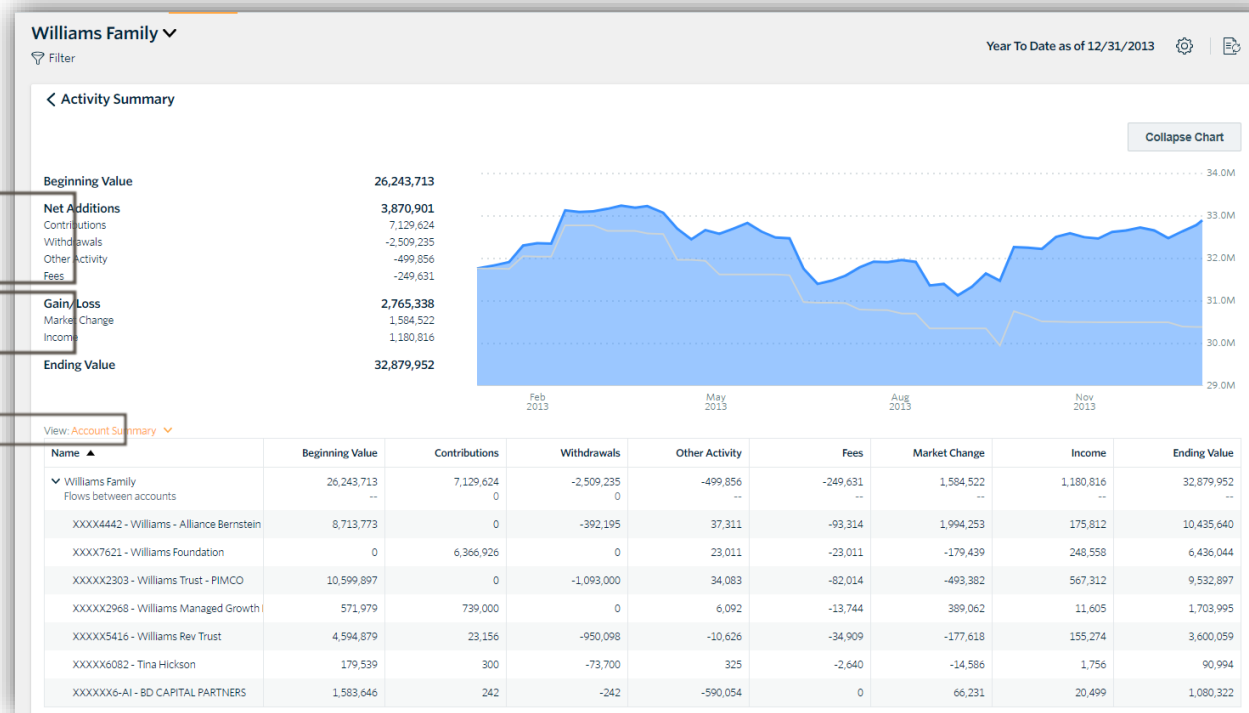 Williams Family
Filter
Year To Date as of 12/31/2013
Activity Summary
Collapse Chart
Beginning Value 26,243,713
Net Additions 3,870,901
Contributions 7,129,624
Withdrawals -2,509,235
Other Activity -499,856
Fees -249,631
Gain/Loss 2,765,338
Market Change 1,584,522
Income 1,180,816
Ending Value 32,879,952
34.0M
33.0M
32.0M
31.0M
30.0M
29.0M
Feb 2013
May 2013
Aug 2013
Nov 2013
View: Account Summary
Name Beginning Value Contributions Withdrawals Other Activity Fees Market Change Income Ending Value
Williams Family 26,243,713 7,129,624 -2,509,235 -499,856 -249,631 1,584,522 1,180,816 32,879,952
Flows between accounts -- 0 0 -- -- -- -- --
XXXX4442 - Williams - Alliance Bernstein 8,713,773 0 -392,195 37,311 -93,314 1,994,253 175,812 10,435,640
XXXX7621 - Williams Foundation 0 6,366,926 0 23,011 -23,011 -179,439 248,558 6,436,044
XXXXX2303 - Williams Trust - PIMCO 10,599,897 0 -1,093,000 34,083 -82,014 -493,382 567,312 9,532,897
XXXXX2968 - Williams Managed Growth 571,979 739,000 0 6,092 -13,744 389,062 11,605 1,703,995
XXXXX5416 - Williams Rev Trust 4,594,879 23,156 -950,098 -10,626 -34,909 -177,618 155,274 3,600,059
XXXXX6082 - Tina Hickson 179,539 300 -73,700 325 -2,640 -14,586 1,756 90,994
XXXXXX6-AI - BD CAPITAL PARTNERS 1,583,646 242 -242 -590,054 0 66,231 20,499 1,080,322